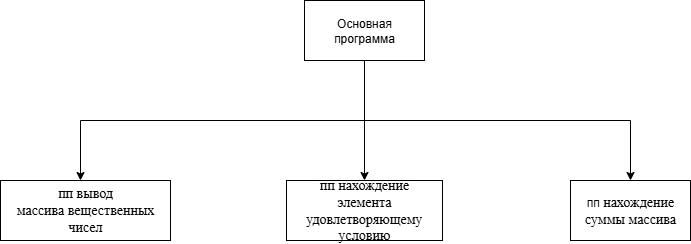 Основная
программа
пп вывод
массива вещественных
чисел
пп нахождение
элемента
удовлетворяющему
условию
пп нахождение
суммы массива